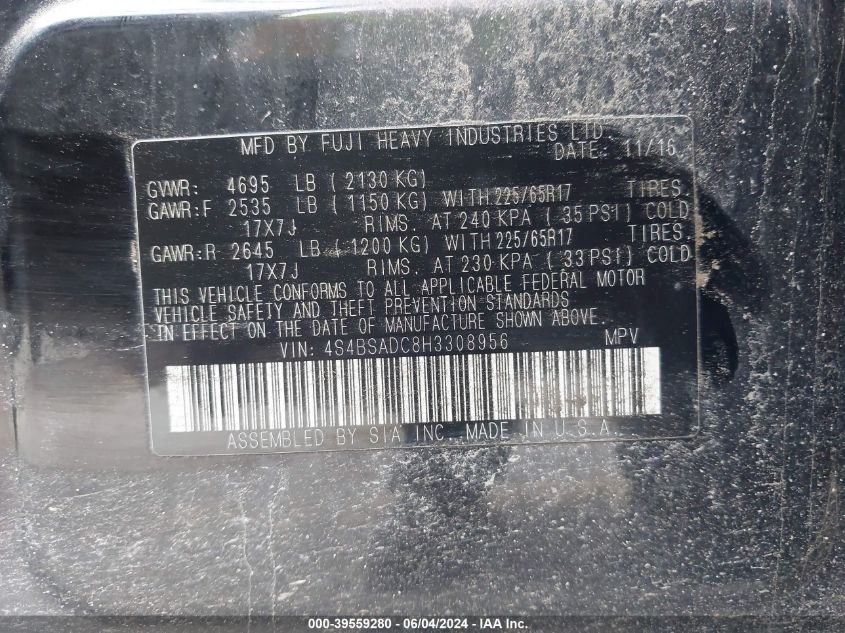 MFD BY FUJI HEAVY INDUSTRIES LTD
DATE: 11/16
GVWR: 4695 LB (2130 KG)
GAWR:F 2535 LB (1150 KG) WITH 225/65R17 TIRES,
17X7J RIMS, AT 240 KPA (35 PSI) COLD
GAWR:R 2645 LB (1200 KG) WITH 225/65R17 TIRES,
17X7J RIMS, AT 230 KPA (33 PSI) COLD
THIS VEHICLE CONFORMS TO ALL APPLICABLE FEDERAL MOTOR
VEHICLE SAFETY AND THEFT PREVENTION STANDARDS
IN EFFECT ON THE DATE OF MANUFACTURE SHOWN ABOVE.
VIN: 4S4BSADC8H3308956 MPV
ASSEMBLED BY SIA INC. MADE IN U.S.A.
000-39559280 - 06/04/2024 - IAA Inc.